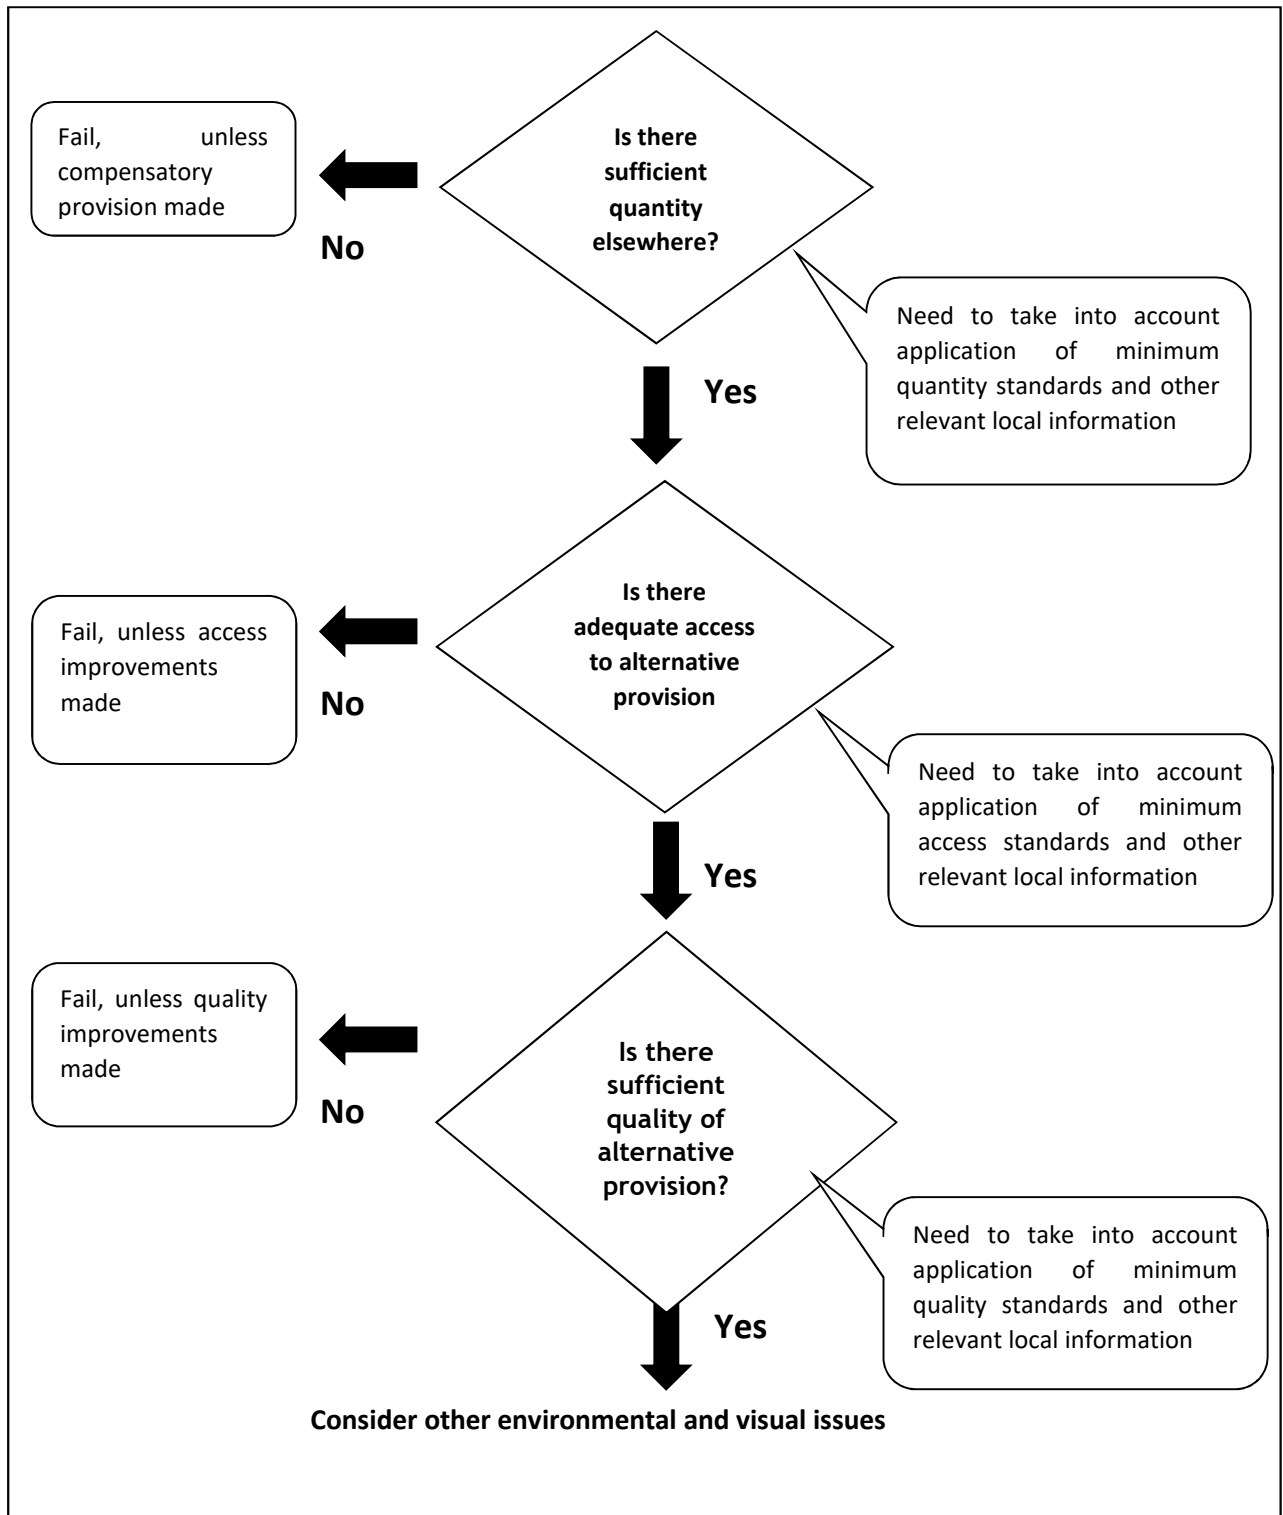 Is there
sufficient
quantity
elsewhere?
Fail, unless
compensatory
provision made
No
Need to take into account
application of minimum
quantity standards and other
relevant local information
Yes
Is there
adequate access
to alternative
provision
Fail, unless access
improvements
made
No
Need to take into account
application of minimum
access standards and other
relevant local information
Yes
Is there
sufficient
quality of
alternative
provision?
Fail, unless quality
improvements
made
No
Need to take into account
application of minimum
quality standards and other
relevant local information
Yes
Consider other environmental and visual issues